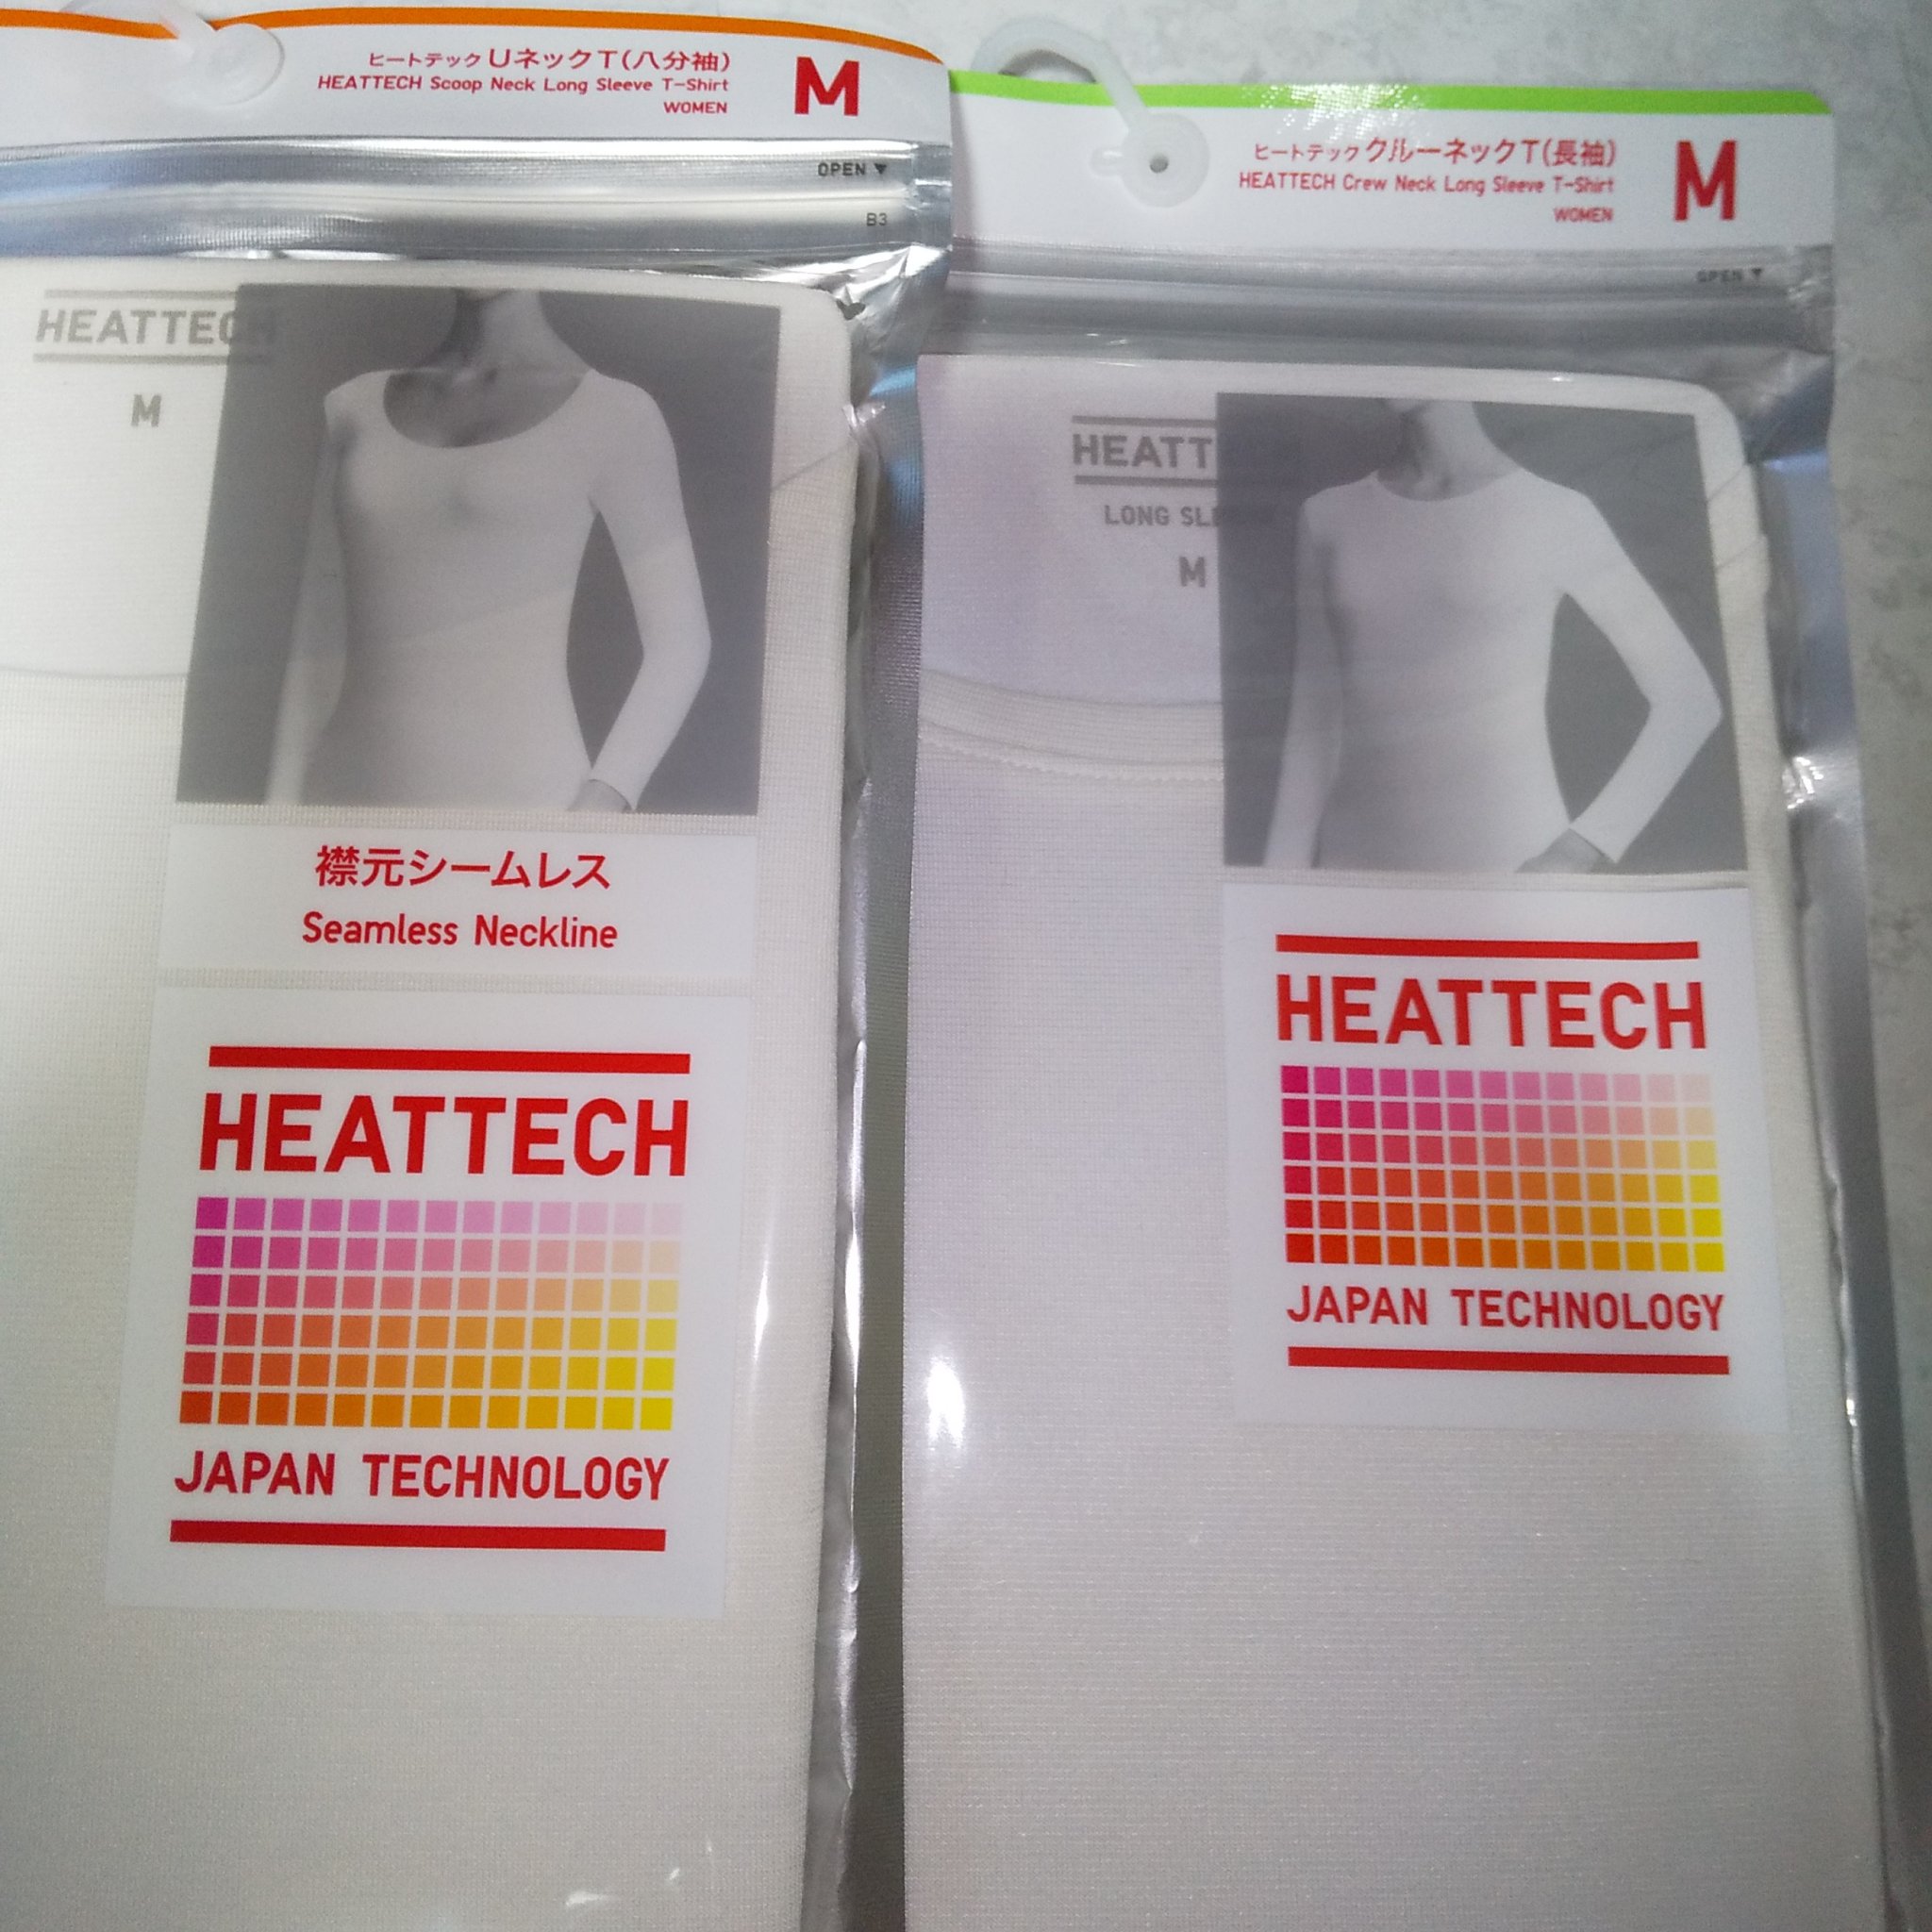 ヒートテック UネックT(八分袖)
HEATTECH Scoop Neck Long Sleeve T-Shirt
WOMEN
M
OPEN ▼
B3
HEATTECH
M
襟元シームレス
Seamless Neckline
HEATTECH
JAPAN TECHNOLOGY
ヒートテック クルーネックT(長袖)
HEATTECH Crew Neck Long Sleeve T-Shirt
WOMEN
M
OPEN ▼
HEATT
LONG SLE
M
HEATTECH
JAPAN TECHNOLOGY